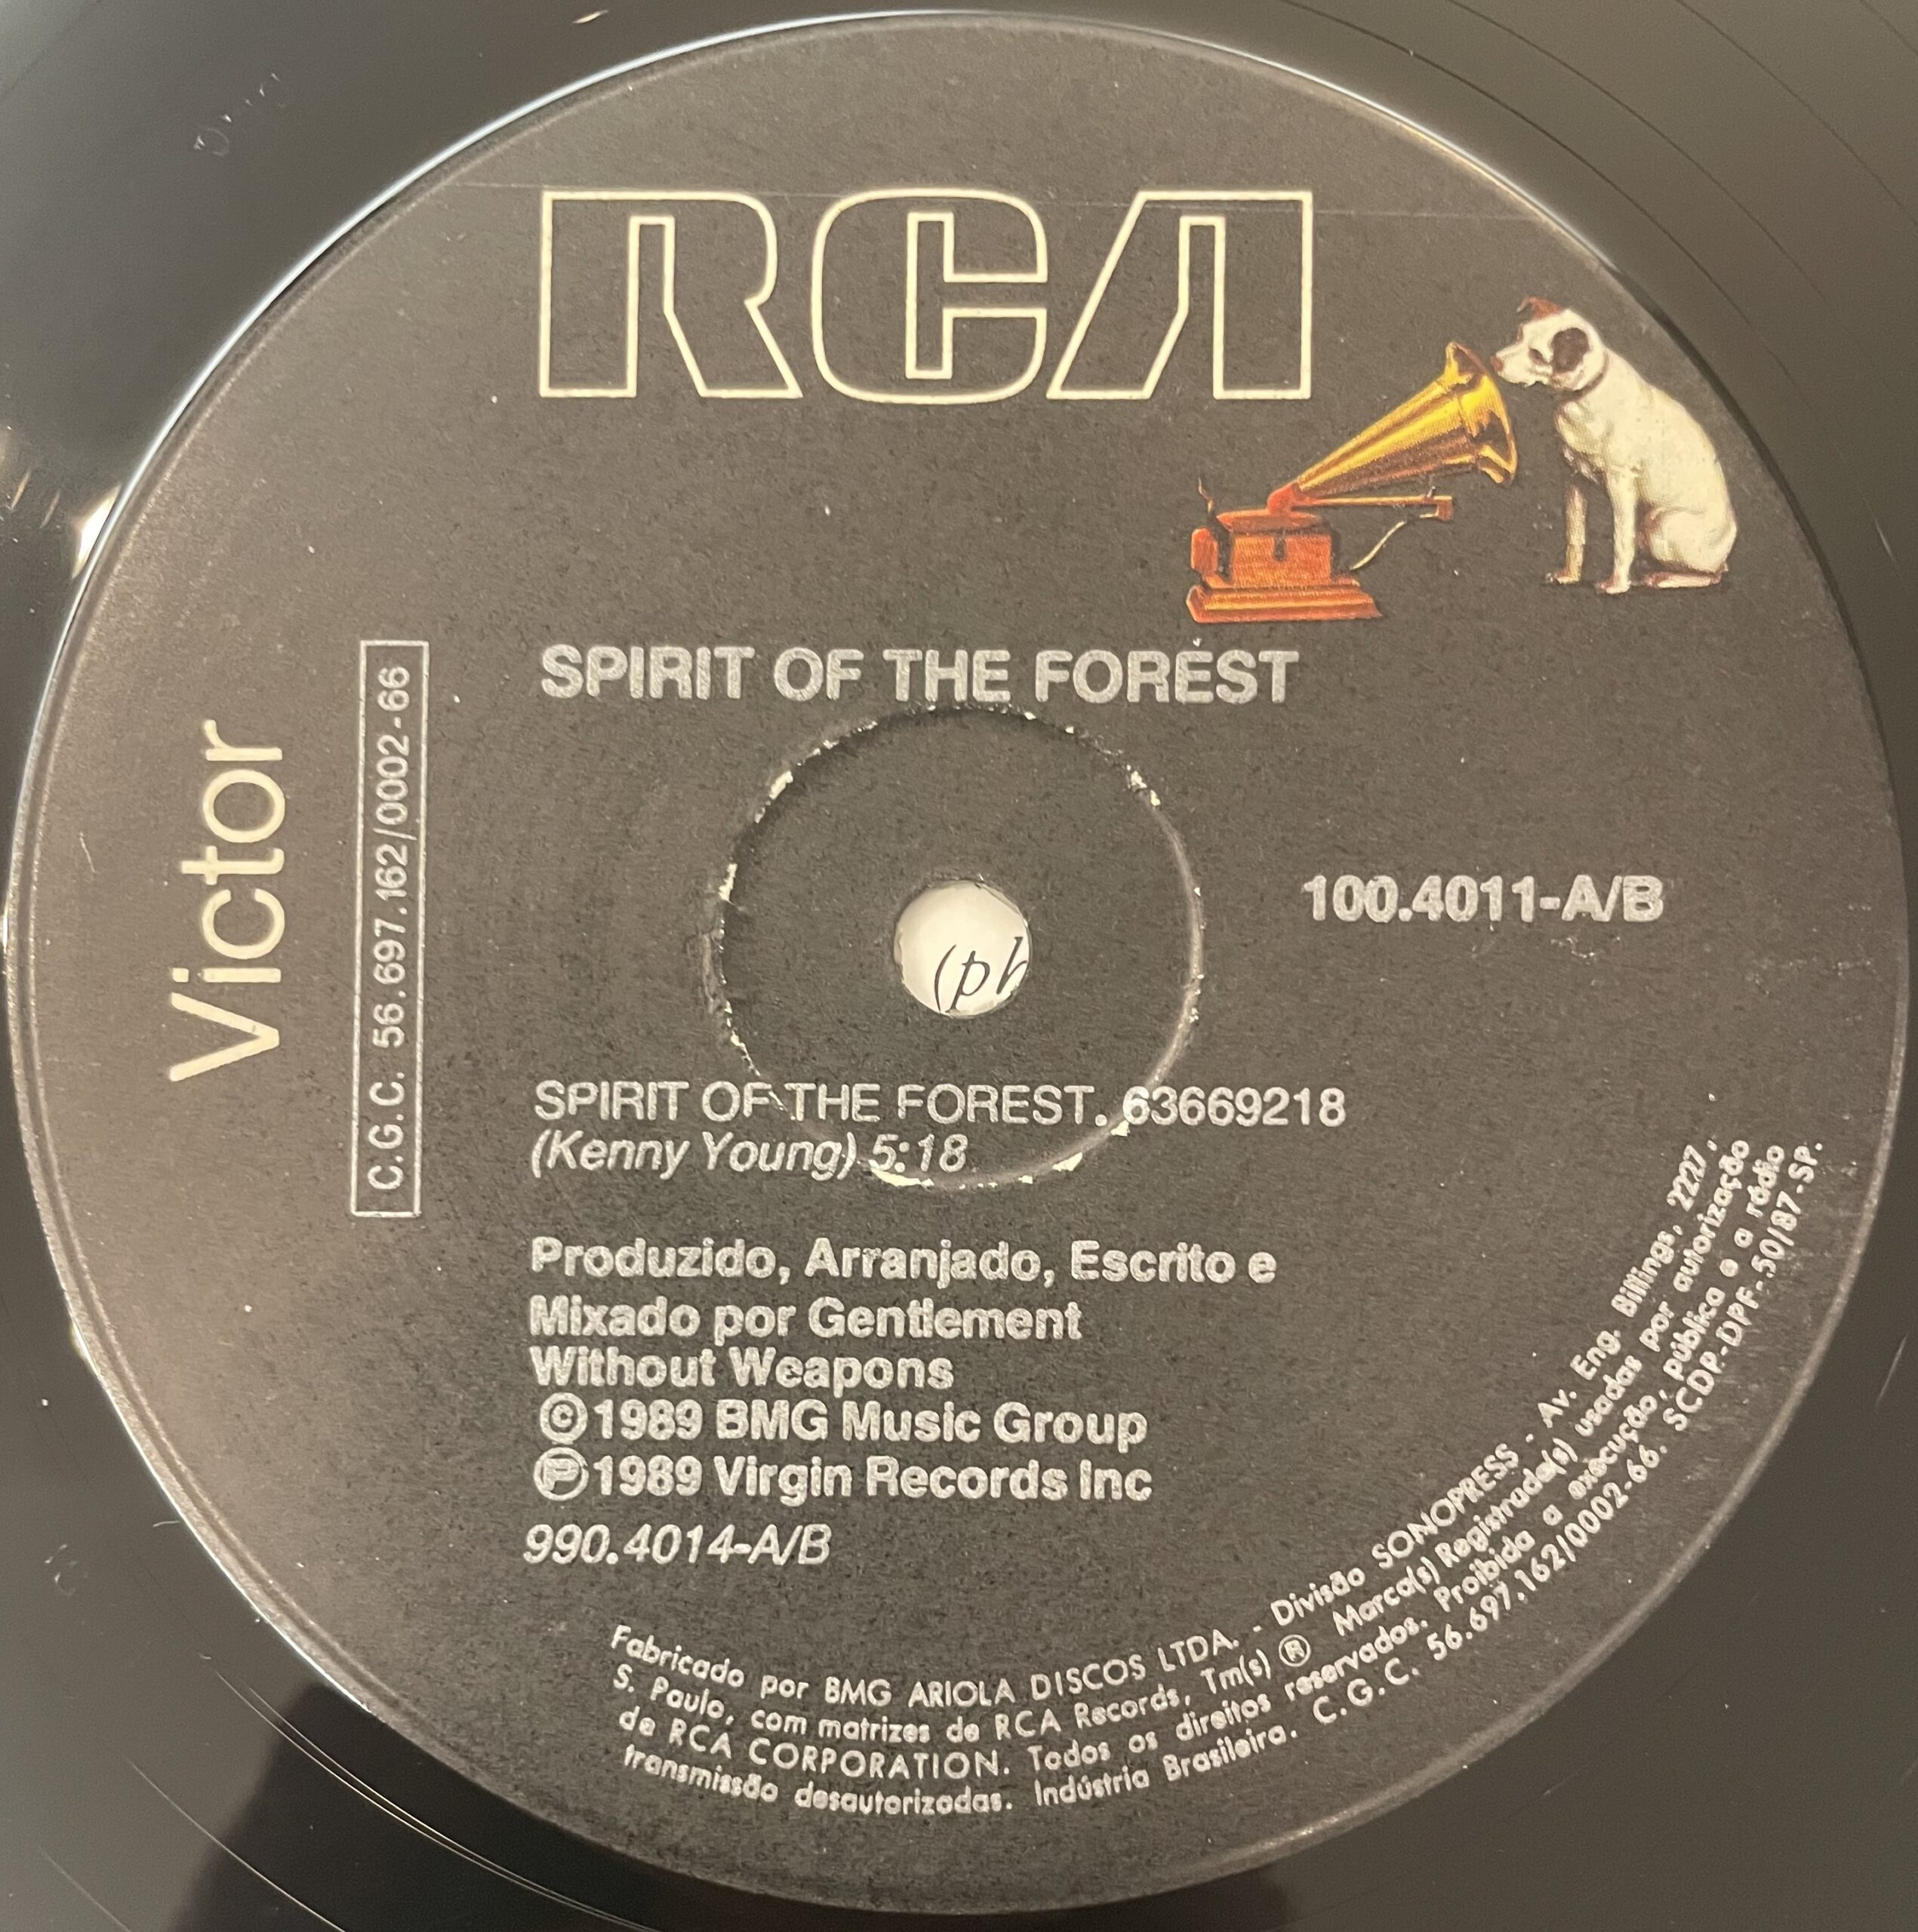 RCA
Victor
C.G.C. 56.697.162/0002-66
SPIRIT OF THE FOREST
100.4011-A/B
(ph
SPIRIT OF THE FOREST. 63669218
(Kenny Young) 5:18
Produzido, Arranjado, Escrito e
Mixado por Gentlement
Without Weapons
©1989 BMG Music Group
℗1989 Virgin Records Inc
990.4014-A/B
Fabricado por BMG ARIOLA DISCOS LTDA. - Divisão SONOPRESS - Av. Eng. Billings, 2227,
S. Paulo, com matrizes de RCA Records, Tm(s) ® Marca(s) Registrada(s) usadas por autorização
de RCA CORPORATION. Todos os direitos reservados. Proibida a execução, pública e a rádio
transmissão desautorizadas. Indústria Brasileira. C.G.C. 56.697.162/0002-66. SCDP-DPF-50/87-SP.